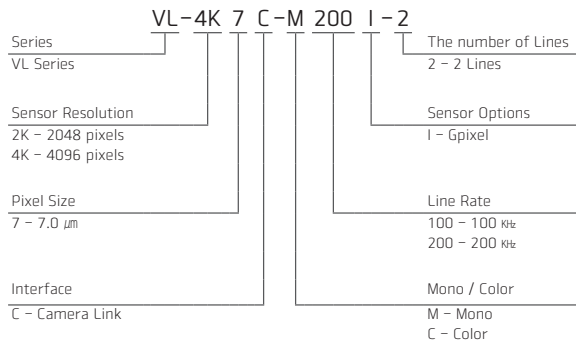 VL-4K 7 C-M 200 I-2
Series
VL Series
Sensor Resolution
2K - 2048 pixels
4K - 4096 pixels
Pixel Size
7 - 7.0 ㎛
Interface
C - Camera Link
The number of Lines
2 - 2 Lines
Sensor Options
I - Gpixel
Line Rate
100 - 100 ㎑
200 - 200 ㎑
Mono / Color
M - Mono
C - Color